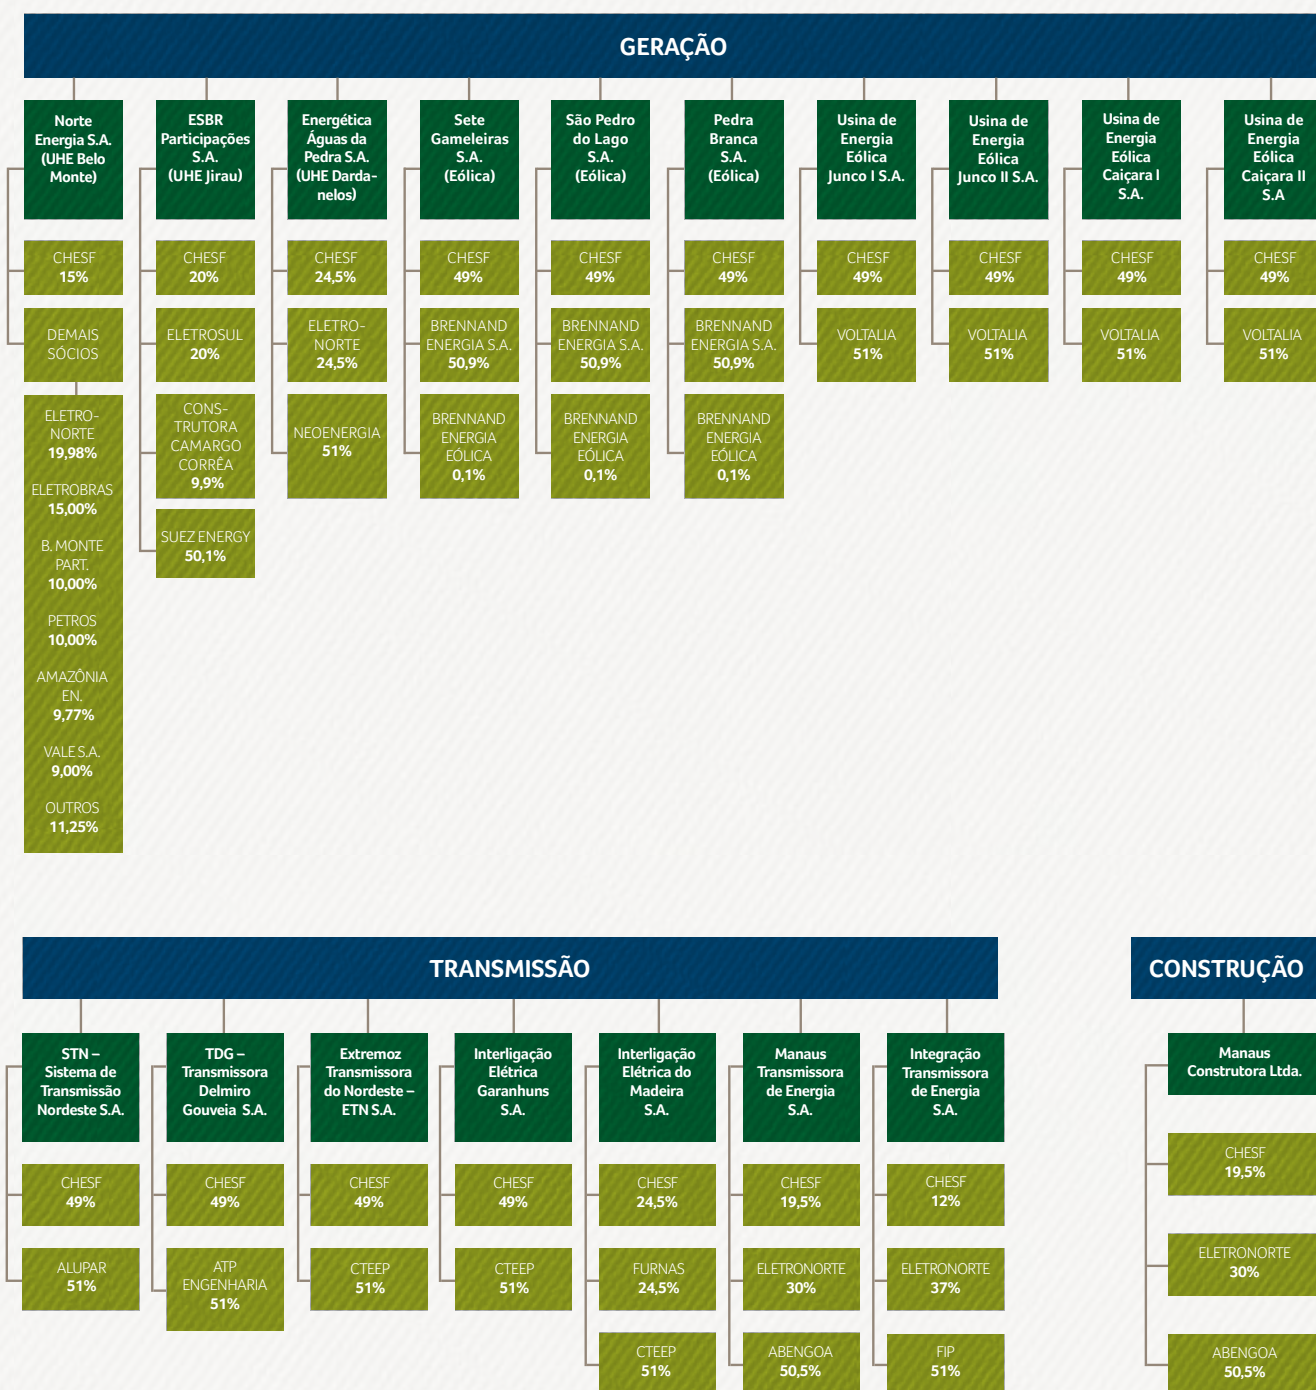 GERAÇÃO
Norte
Energia S.A.
(UHE Belo
Monte)
CHESF
15%
DEMAIS
SÓCIOS
ELETRO-
NORTE
19,98%
ELETROBRAS
15,00%
B. MONTE
PART.
10,00%
PETROS
10,00%
AMAZÔNIA
EN.
9,77%
VALE S.A.
9,00%
OUTROS
11,25%
ESBR
Participações
S.A.
(UHE Jirau)
CHESF
20%
ELETROSUL
20%
CONS-
TRUTORA
CAMARGO
CORRÊA
9,9%
SUEZ ENERGY
50,1%
Energética
Águas da
Pedra S.A.
(UHE Darda-
nelos)
CHESF
24,5%
ELETRO-
NORTE
24,5%
NEOENERGIA
51%
Sete
Gameleiras
S.A.
(Eólica)
CHESF
49%
BRENNAND
ENERGIA S.A.
50,9%
BRENNAND
ENERGIA
EÓLICA
0,1%
São Pedro
do Lago
S.A.
(Eólica)
CHESF
49%
BRENNAND
ENERGIA S.A.
50,9%
BRENNAND
ENERGIA
EÓLICA
0,1%
Pedra
Branca
S.A.
(Eólica)
CHESF
49%
BRENNAND
ENERGIA S.A.
50,9%
BRENNAND
ENERGIA
EÓLICA
0,1%
Usina de
Energia
Eólica
Junco I S.A.
CHESF
49%
VOLTALIA
51%
Usina de
Energia
Eólica
Junco II S.A.
CHESF
49%
VOLTALIA
51%
Usina de
Energia
Eólica
Caiçara I
S.A.
CHESF
49%
VOLTALIA
51%
Usina de
Energia
Eólica
Caiçara II
S.A
CHESF
49%
VOLTALIA
51%
TRANSMISSÃO
STN –
Sistema de
Transmissão
Nordeste S.A.
CHESF
49%
ALUPAR
51%
TDG –
Transmissora
Delmiro
Gouveia S.A.
CHESF
49%
ATP
ENGENHARIA
51%
Extremoz
Transmissora
do Nordeste –
ETN S.A.
CHESF
49%
CTEEP
51%
Interligação
Elétrica
Garanhuns
S.A.
CHESF
49%
CTEEP
51%
Interligação
Elétrica do
Madeira
S.A.
CHESF
24,5%
FURNAS
24,5%
CTEEP
51%
Manaus
Transmissora
de Energia
S.A.
CHESF
19,5%
ELETRONORTE
30%
ABENGOA
50,5%
Integração
Transmissora
de Energia
S.A.
CHESF
12%
ELETRONORTE
37%
FIP
51%
CONSTRUÇÃO
Manaus
Construtora Ltda.
CHESF
19,5%
ELETRONORTE
30%
ABENGOA
50,5%